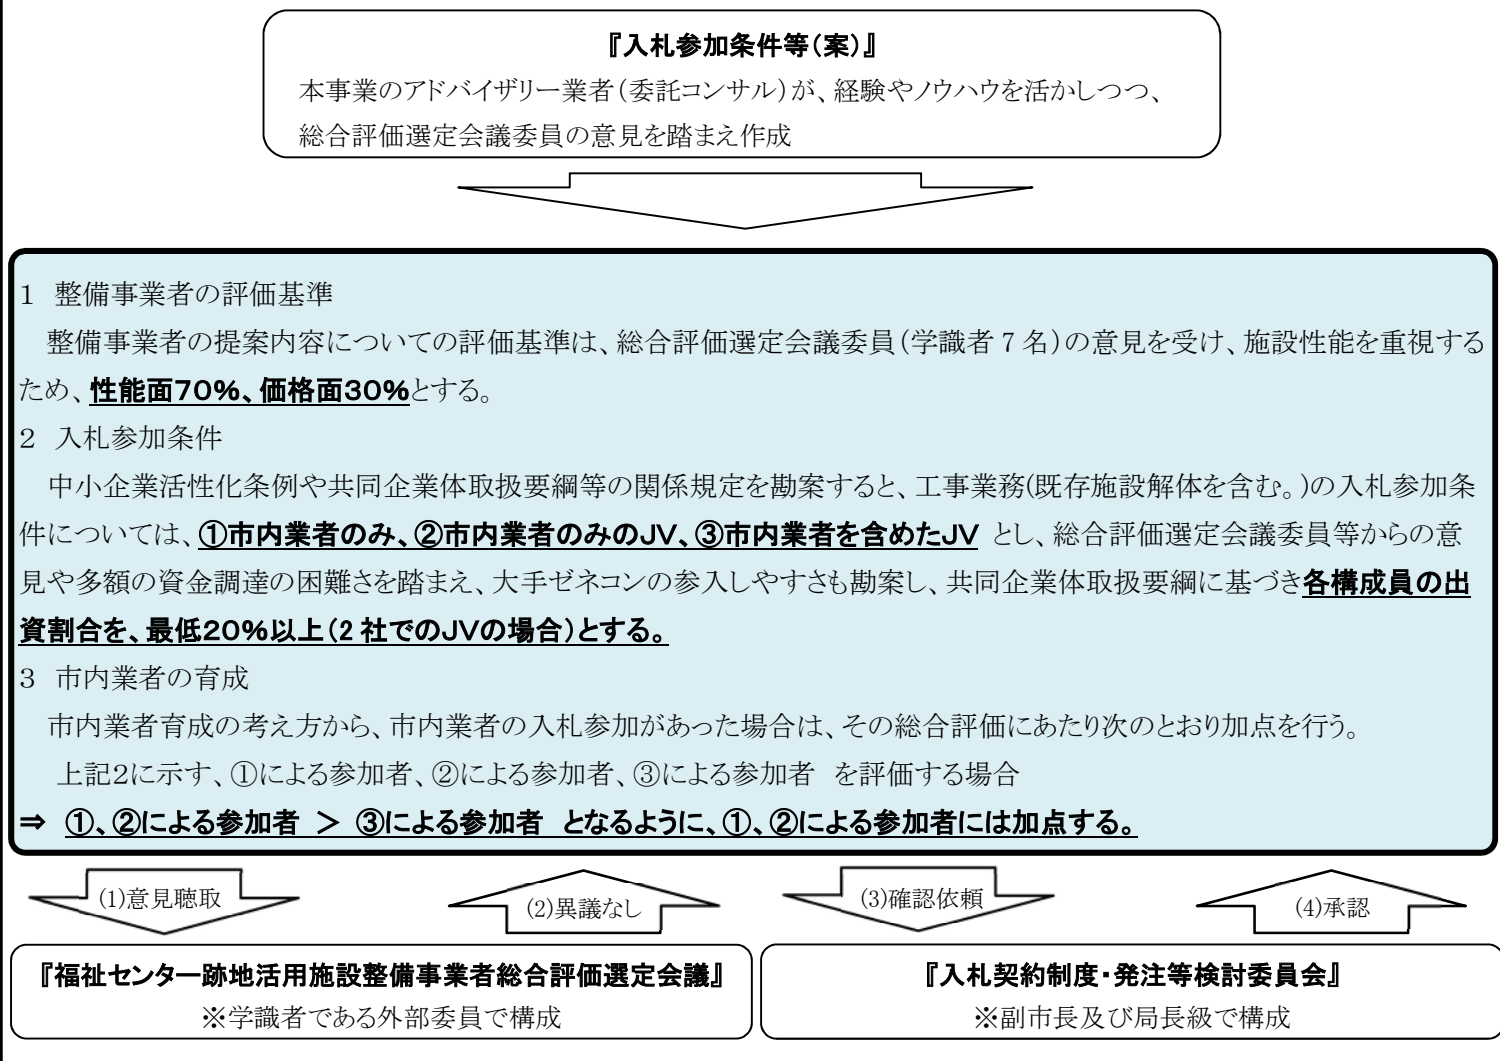 『入札参加条件等(案)』
本事業のアドバイザリー業者(委託コンサル)が、経験やノウハウを活かしつつ、
総合評価選定会議委員の意見を踏まえ作成
1 整備事業者の評価基準
整備事業者の提案内容についての評価基準は、総合評価選定会議委員(学識者7名)の意見を受け、施設性能を重視する
ため、性能面70%、価格面30%とする。
2 入札参加条件
中小企業活性化条例や共同企業体取扱要綱等の関係規定を勘案すると、工事業務(既存施設解体を含む。)の入札参加条
件については、①市内業者のみ、②市内業者のみのJV、③市内業者を含めたJV とし、総合評価選定会議委員等からの意
見や多額の資金調達の困難さを踏まえ、大手ゼネコンの参入しやすさも勘案し、共同企業体取扱要綱に基づき各構成員の出
資割合を、最低20%以上(2社でのJVの場合)とする。
3 市内業者の育成
市内業者育成の考え方から、市内業者の入札参加があった場合は、その総合評価にあたり次のとおり加点を行う。
上記2に示す、①による参加者、②による参加者、③による参加者 を評価する場合
⇒ ①、②による参加者 > ③による参加者 となるように、①、②による参加者には加点する。
(1)意見聴取
(2)異議なし
(3)確認依頼
(4)承認
『福祉センター跡地活用施設整備事業者総合評価選定会議』
※学識者である外部委員で構成
『入札契約制度・発注等検討委員会』
※副市長及び局長級で構成